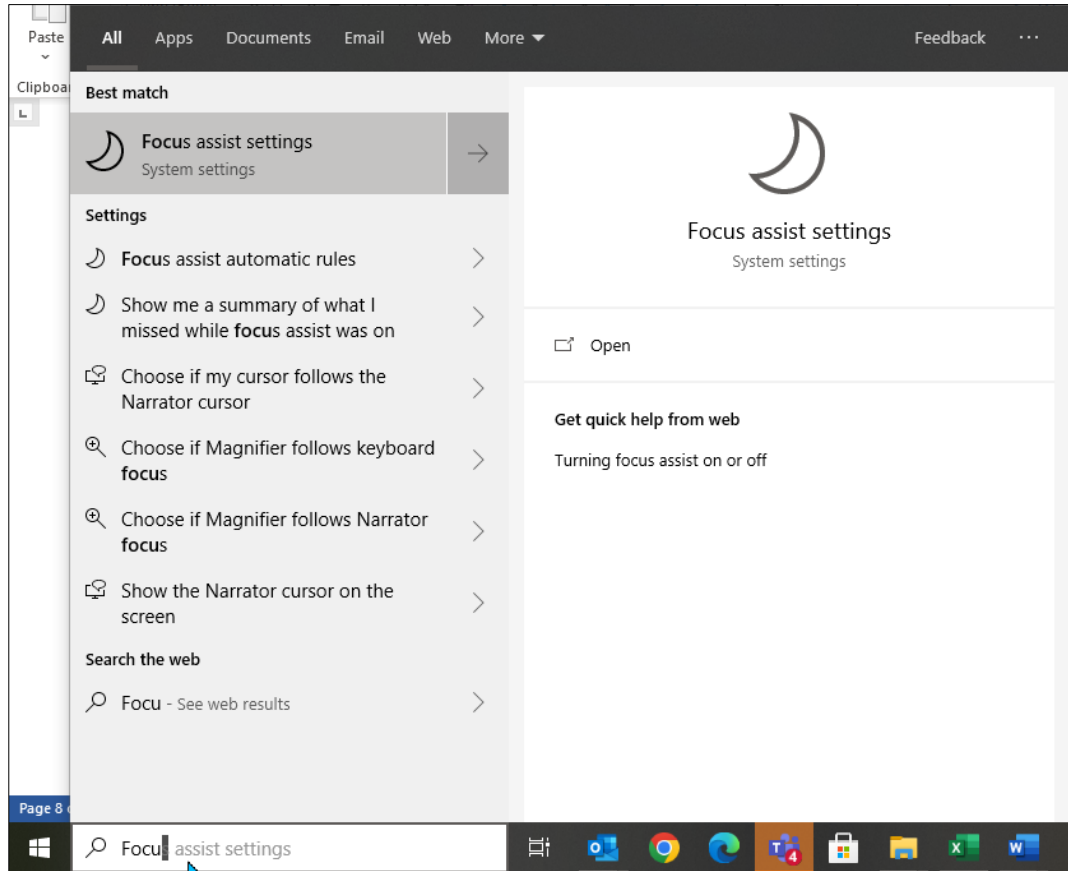 Paste
Clipboa
All Apps Documents Email Web More Feedback ...
Best match
Focus assist settings
System settings
Settings
Focus assist automatic rules
Show me a summary of what I
missed while focus assist was on
Choose if my cursor follows the
Narrator cursor
Choose if Magnifier follows keyboard
focus
Choose if Magnifier follows Narrator
focus
Show the Narrator cursor on the
screen
Search the web
Focu - See web results
Focus assist settings
System settings
Open
Get quick help from web
Turning focus assist on or off
Page 8
Focus assist settings
4